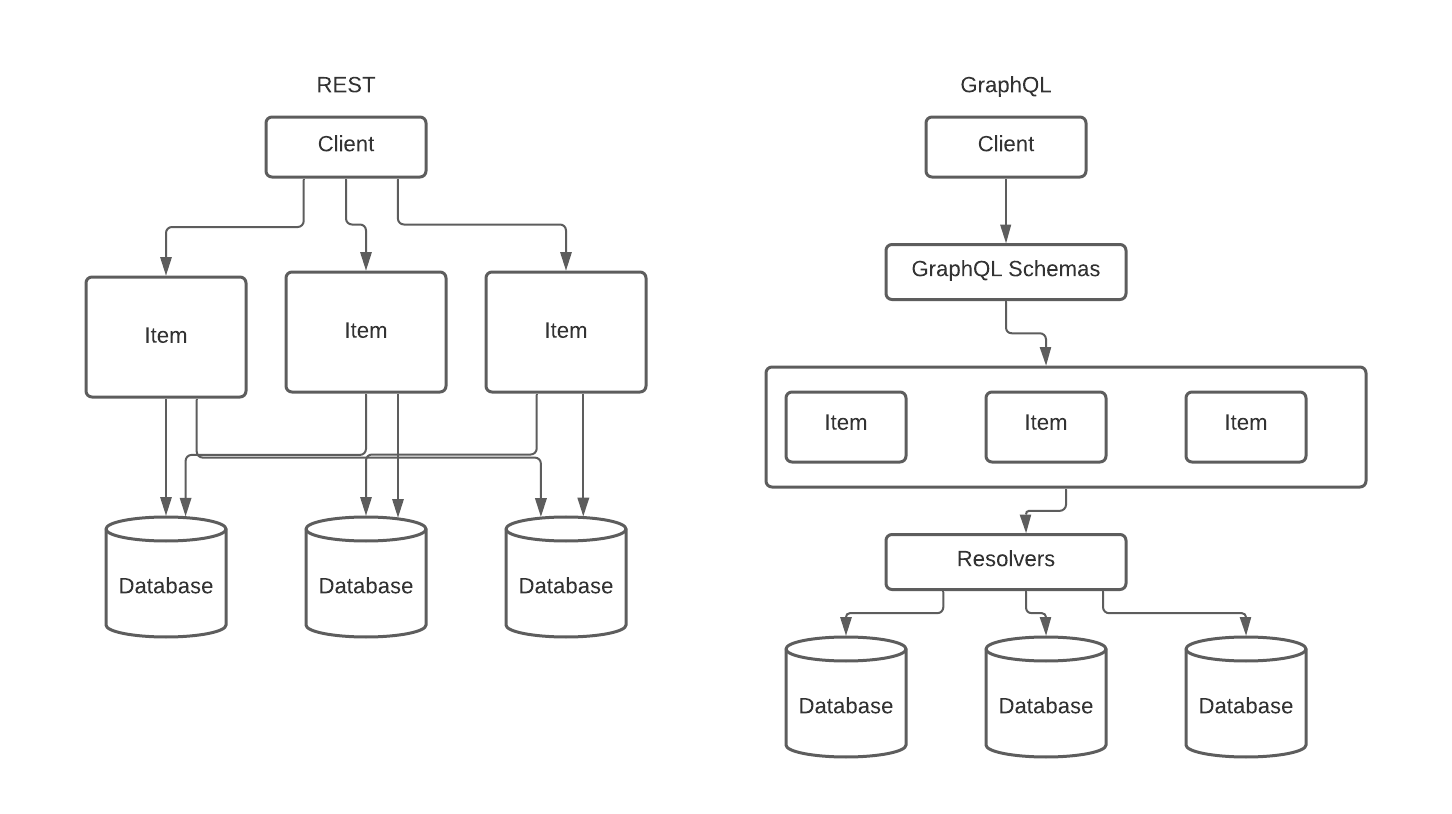 REST
Client
Item
Item
Item
Database
Database
Database
GraphQL
Client
GraphQL Schemas
Item
Item
Item
Resolvers
Database
Database
Database